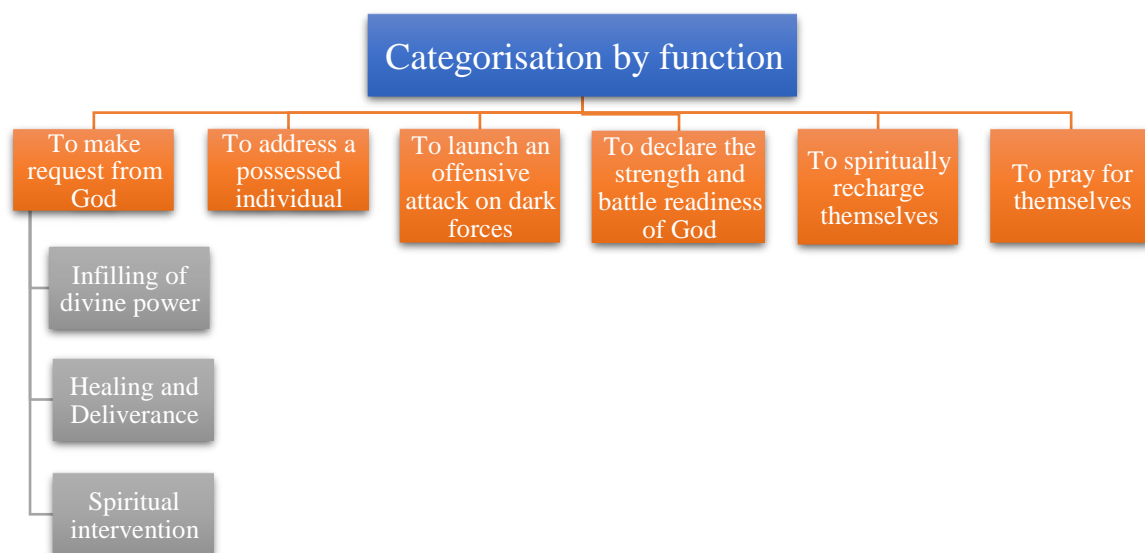 Categorisation by function
To make
request from
God
To address a
possessed
individual
To launch an
offensive
attack on dark
forces
To declare the
strength and
battle readiness
of God
To spiritually
recharge
themselves
To pray for
themselves
Infilling of
divine power
Healing and
Deliverance
Spiritual
intervention